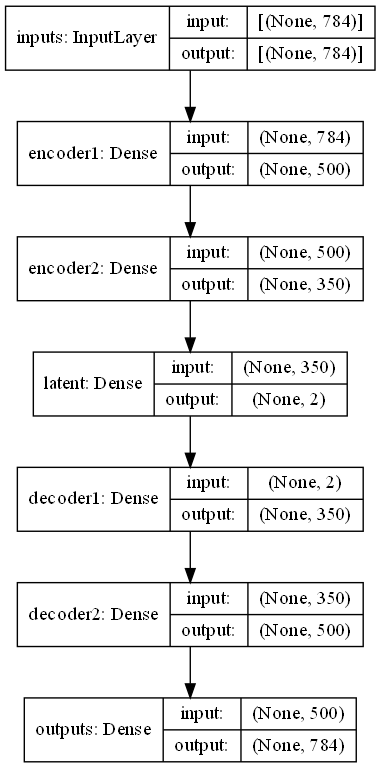 inputs: InputLayer
input: [(None, 784)]
output: [(None, 784)]
encoder1: Dense
input: (None, 784)
output: (None, 500)
encoder2: Dense
input: (None, 500)
output: (None, 350)
latent: Dense
input: (None, 350)
output: (None, 2)
decoder1: Dense
input: (None, 2)
output: (None, 350)
decoder2: Dense
input: (None, 350)
output: (None, 500)
outputs: Dense
input: (None, 500)
output: (None, 784)